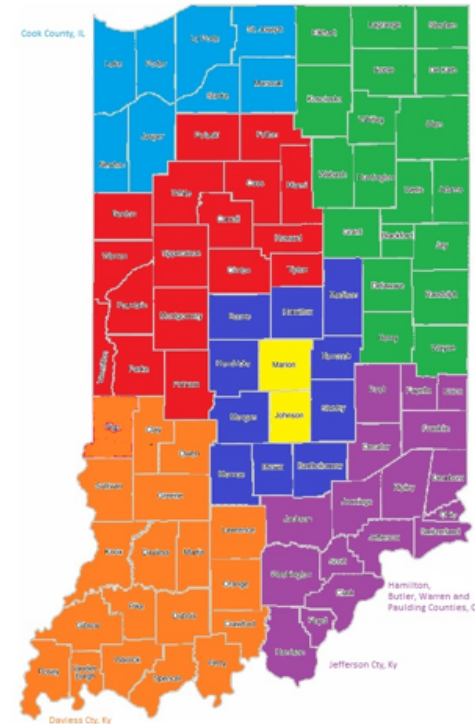 Cook County, IL
Elkhart
Lagrange
Steuben
Lake
Porter
La Porte
St. Joseph
Noble
De Kalb
Starke
Marshall
Kosciusko
Whitley
Allen
Newton
Jasper
Pulaski
Fulton
Wabash
Huntington
Wells
Adams
White
Cass
Miami
Benton
Carroll
Grant
Blackford
Jay
Howard
Warren
Tippecanoe
Clinton
Tipton
Delaware
Randolph
Madison
Fountain
Montgomery
Boone
Hamilton
Henry
Wayne
Vermillion
Parke
Putnam
Hendricks
Marion
Hancock
Rush
Fayette
Union
Vigo
Clay
Owen
Morgan
Johnson
Shelby
Franklin
Decatur
Sullivan
Greene
Monroe
Brown
Bartholomew
Ripley
Dearborn
Jennings
Ohio
Lawrence
Jackson
Switzerland
Jefferson
Knox
Daviess
Martin
Orange
Washington
Scott
Clark
Hamilton,
Butler, Warren and
Paulding Counties, O
Gibson
Pike
Dubois
Crawford
Floyd
Harrison
Jefferson Cty, Ky
Posey
Vander-
burgh
Warrick
Spencer
Perry
Daviess Cty, Ky